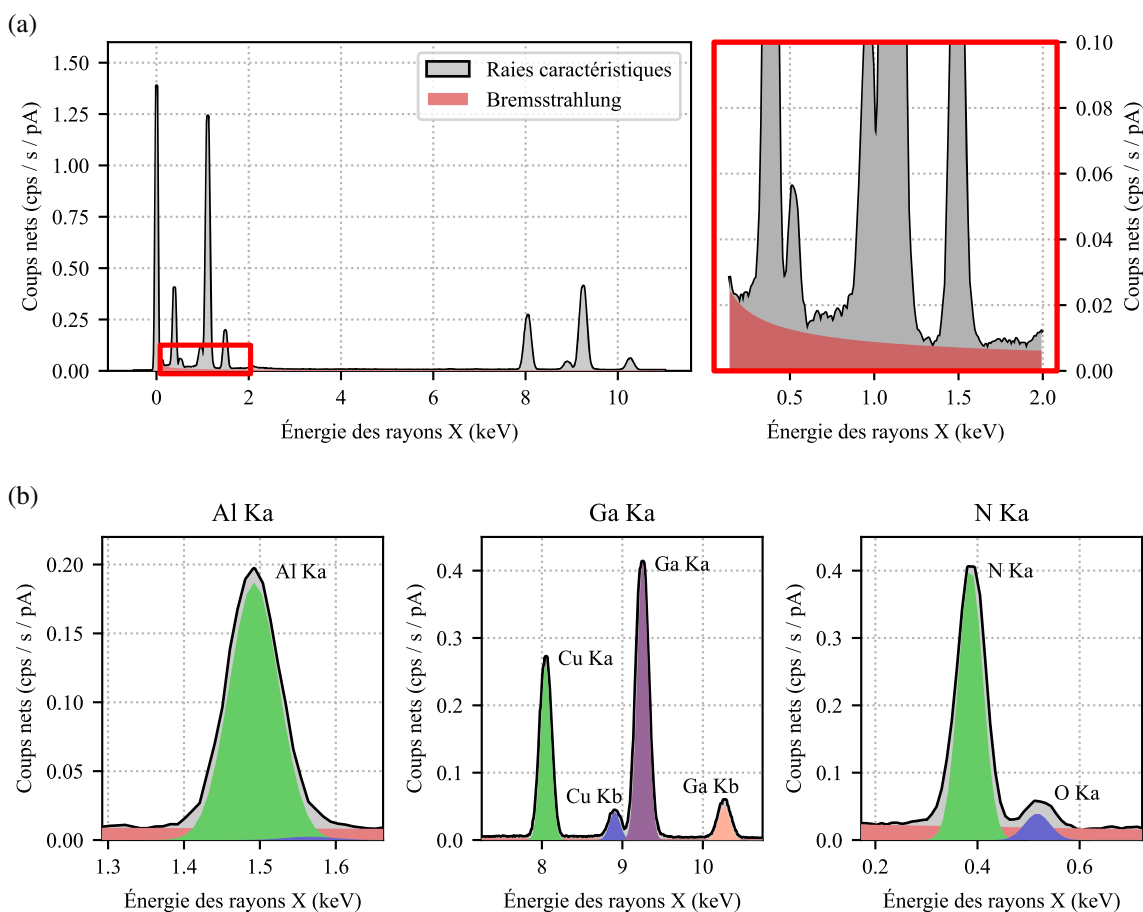 (a)
Coups nets (cps / s / pA)
1.50
1.25
1.00
0.75
0.50
0.25
0.00
Raies caractéristiques
Bremsstrahlung
0 2 4 6 8 10
Énergie des rayons X (keV)
0.10
0.08
0.06
0.04
0.02
0.00
Coups nets (cps / s / pA)
0.5 1.0 1.5 2.0
Énergie des rayons X (keV)
(b)
Al Ka
Coups nets (cps / s / pA)
0.20
0.15
0.10
0.05
0.00
Al Ka
1.3 1.4 1.5 1.6
Énergie des rayons X (keV)
Ga Ka
Coups nets (cps / s / pA)
0.4
0.3
0.2
0.1
0.0
Ga Ka
Cu Ka
Cu Kb
Ga Kb
8 9 10
Énergie des rayons X (keV)
N Ka
Coups nets (cps / s / pA)
0.4
0.3
0.2
0.1
0.0
N Ka
O Ka
0.2 0.4 0.6
Énergie des rayons X (keV)